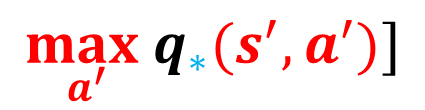 max q*(s′, a′)]
a′